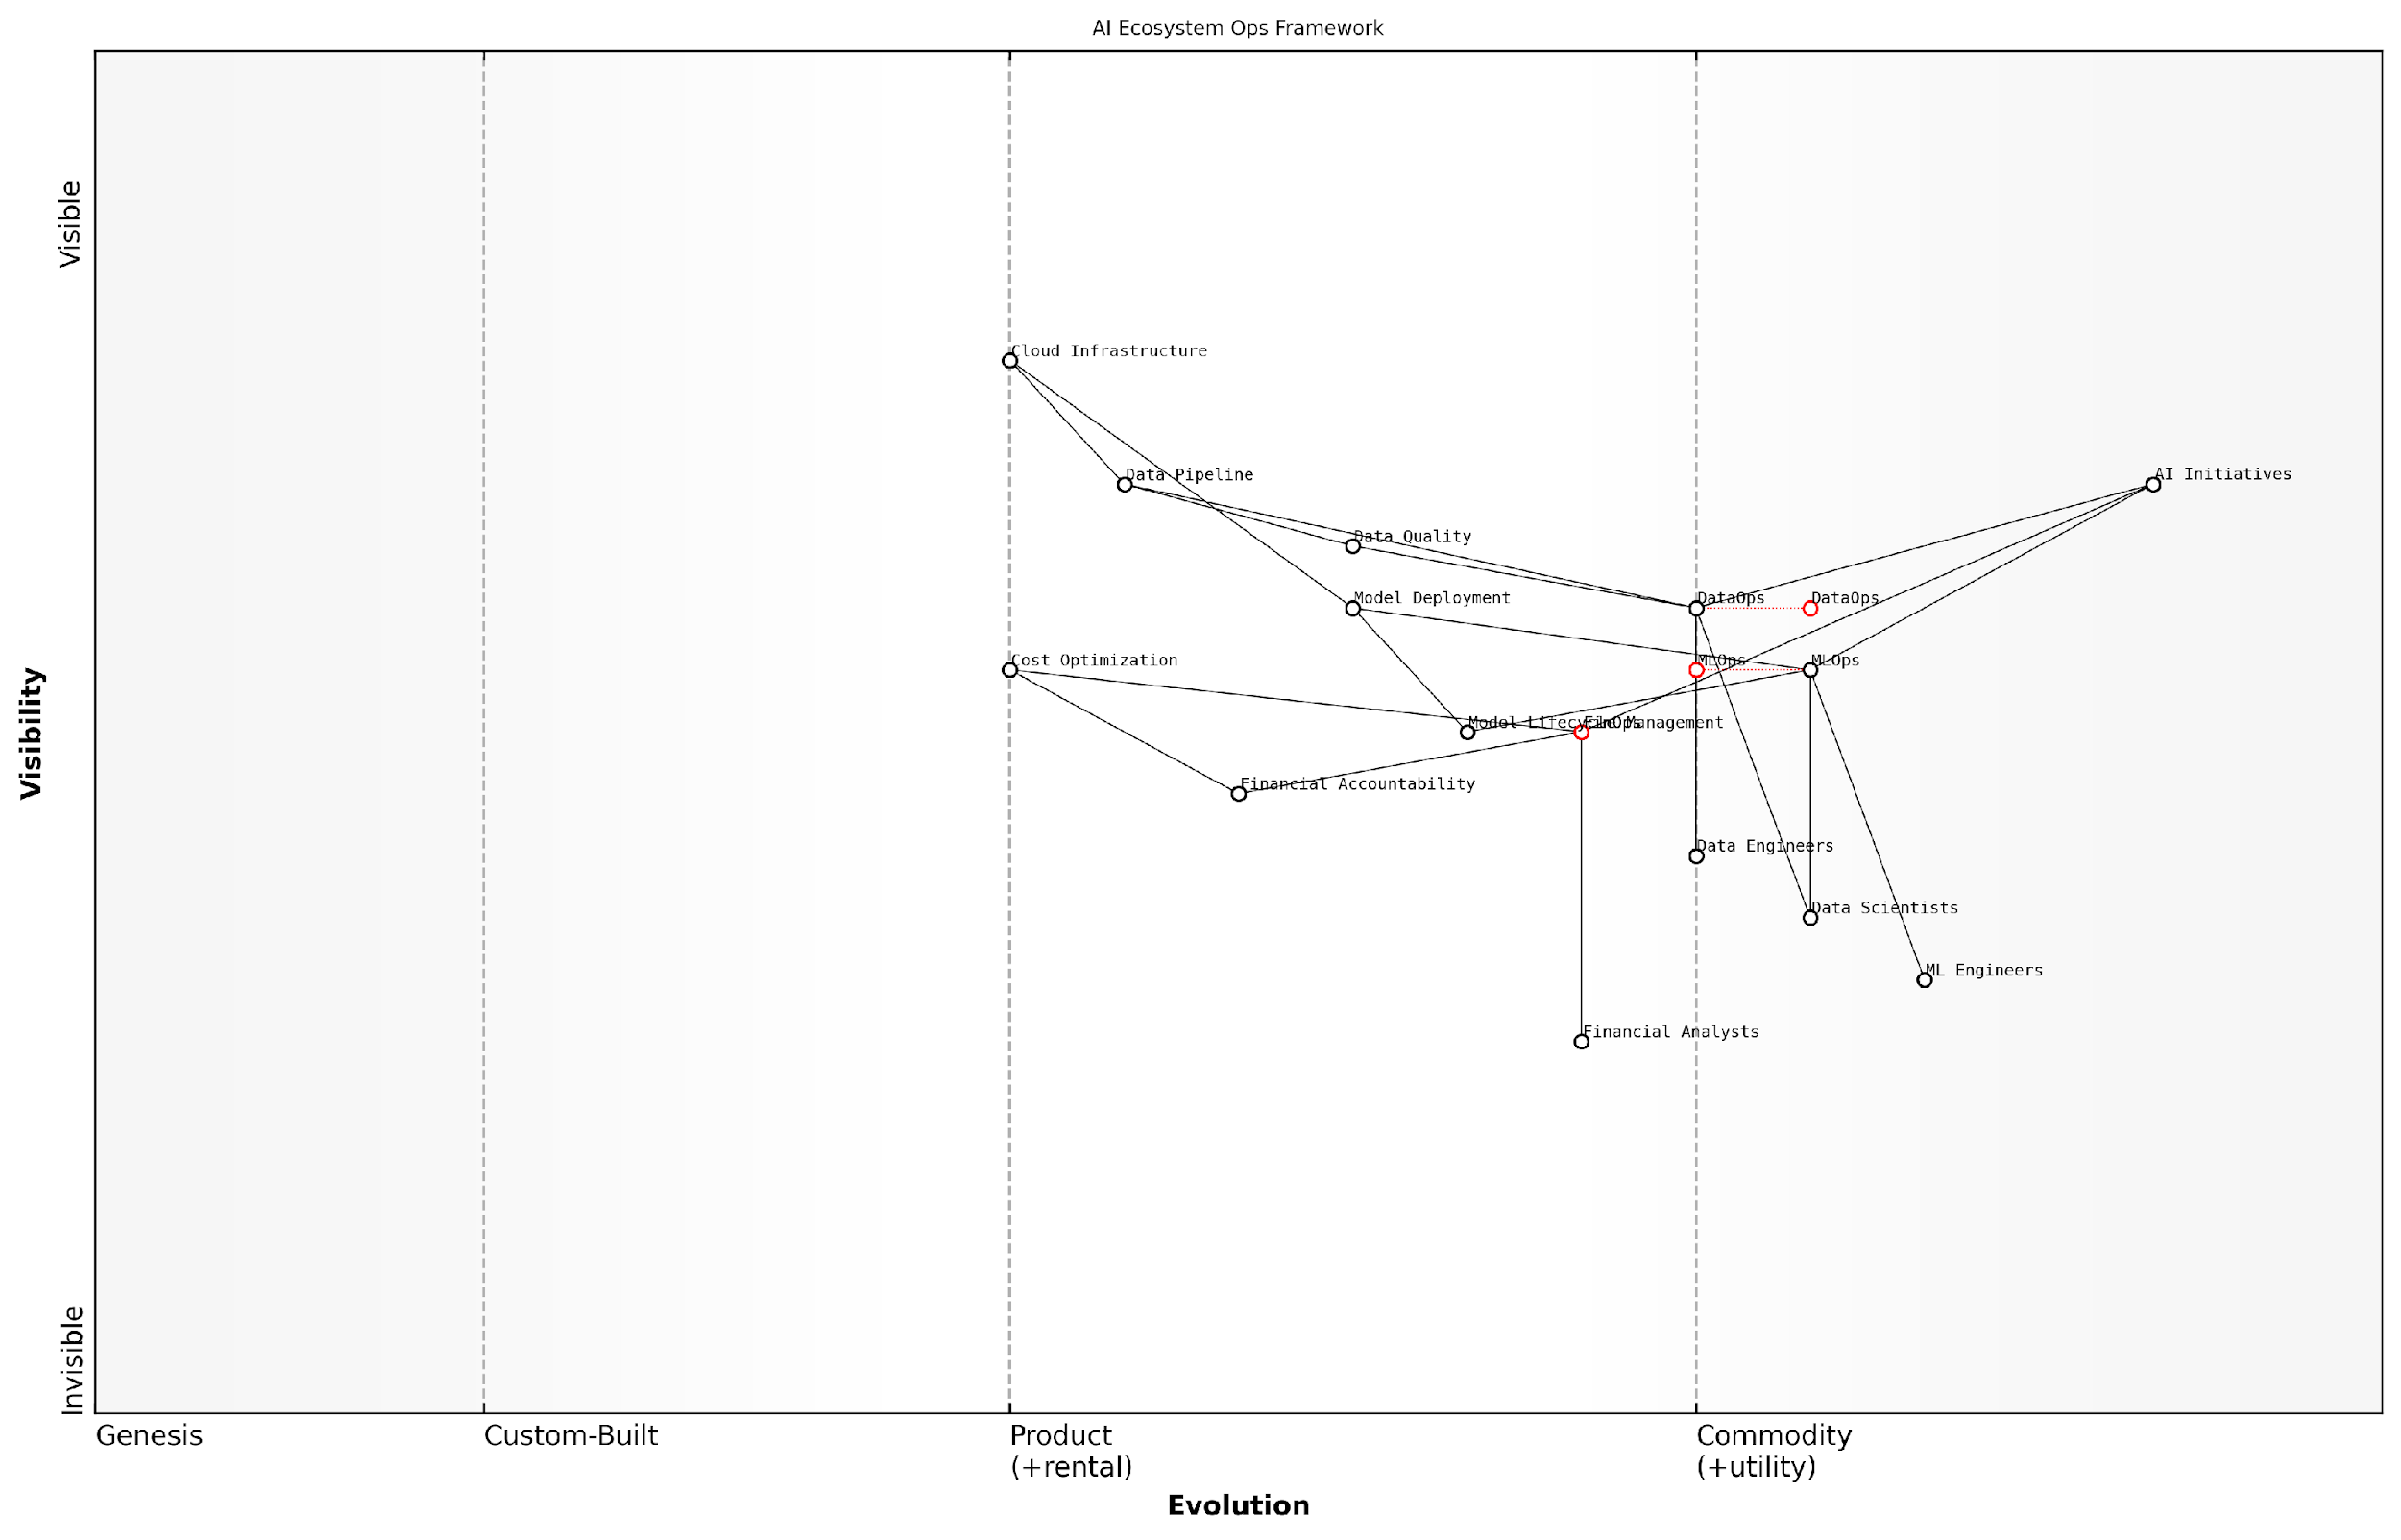 AI Ecosystem Ops Framework
Visible
Cloud Infrastructure
Data Pipeline
AI Initiatives
Data Quality
Model Deployment
DataOps
DataOps
Cost Optimization
MLOps
MLOps
Model Lifecycle Management
FinOps
Financial Accountability
Data Engineers
Data Scientists
ML Engineers
Financial Analysts
Visibility
Invisible
Genesis
Custom-Built
Product
(+rental)
Commodity
(+utility)
Evolution